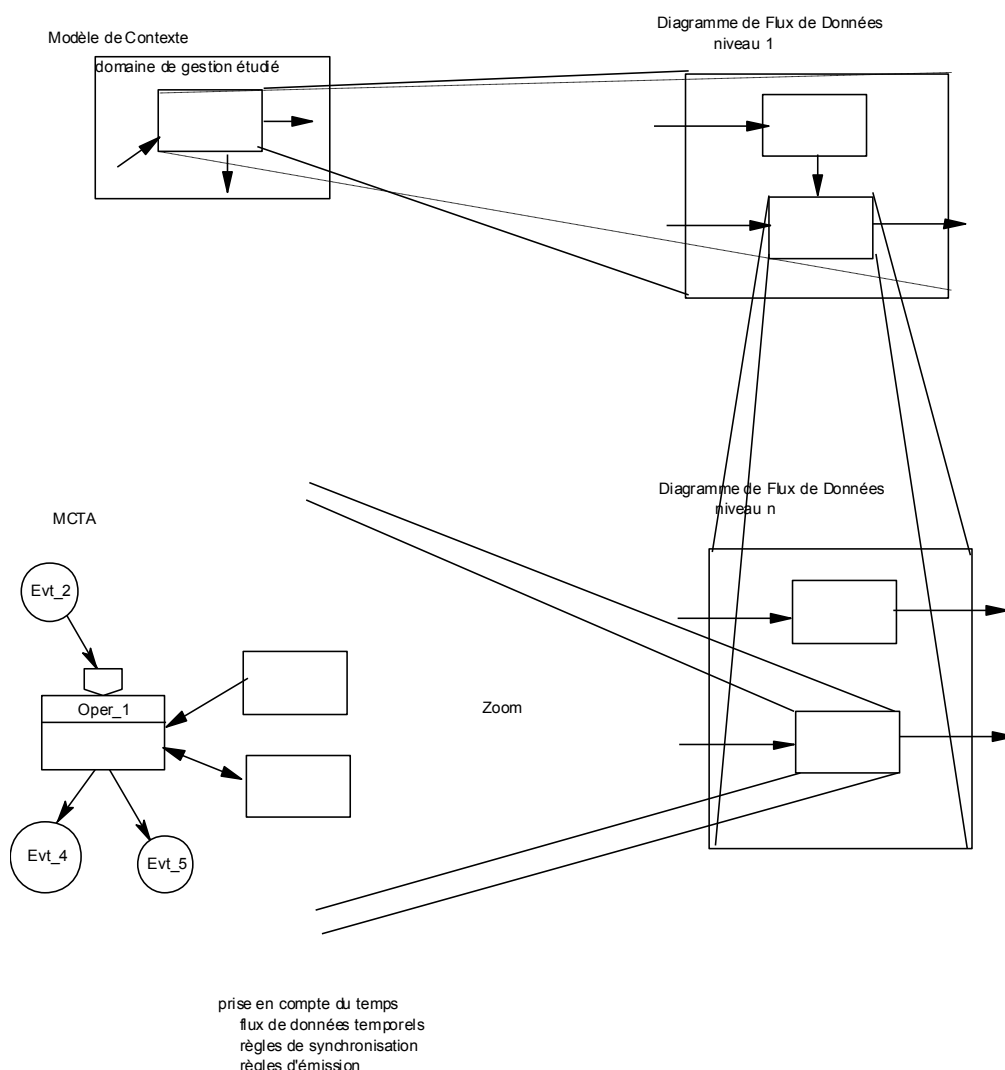 Modèle de Contexte
domaine de gestion étudié
Diagramme de Flux de Données
niveau 1
Diagramme de Flux de Données
niveau n
MCTA
Evt_2
Oper_1
Zoom
Evt_4
Evt_5
prise en compte du temps
flux de données temporels
règles de synchronisation
règles d'émission